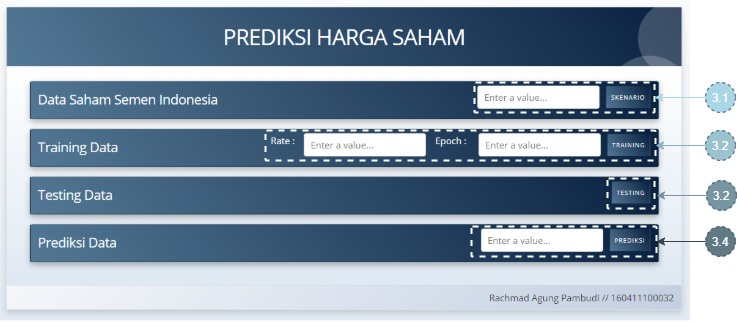 PREDIKSI HARGA SAHAM
Data Saham Semen Indonesia Enter a value... SKENARIO 3.1
Training Data Rate : Enter a value... Epoch : Enter a value... TRAINING 3.2
Testing Data TESTING 3.2
Prediksi Data Enter a value... PREDIKSI 3.4
Rachmad Agung Pambudi // 160411100032